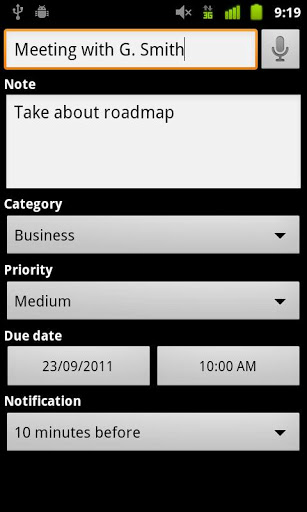 3G
9:19
Meeting with G. Smith
Note
Take about roadmap
Category
Business
Priority
Medium
Due date
23/09/2011
10:00 AM
Notification
10 minutes before